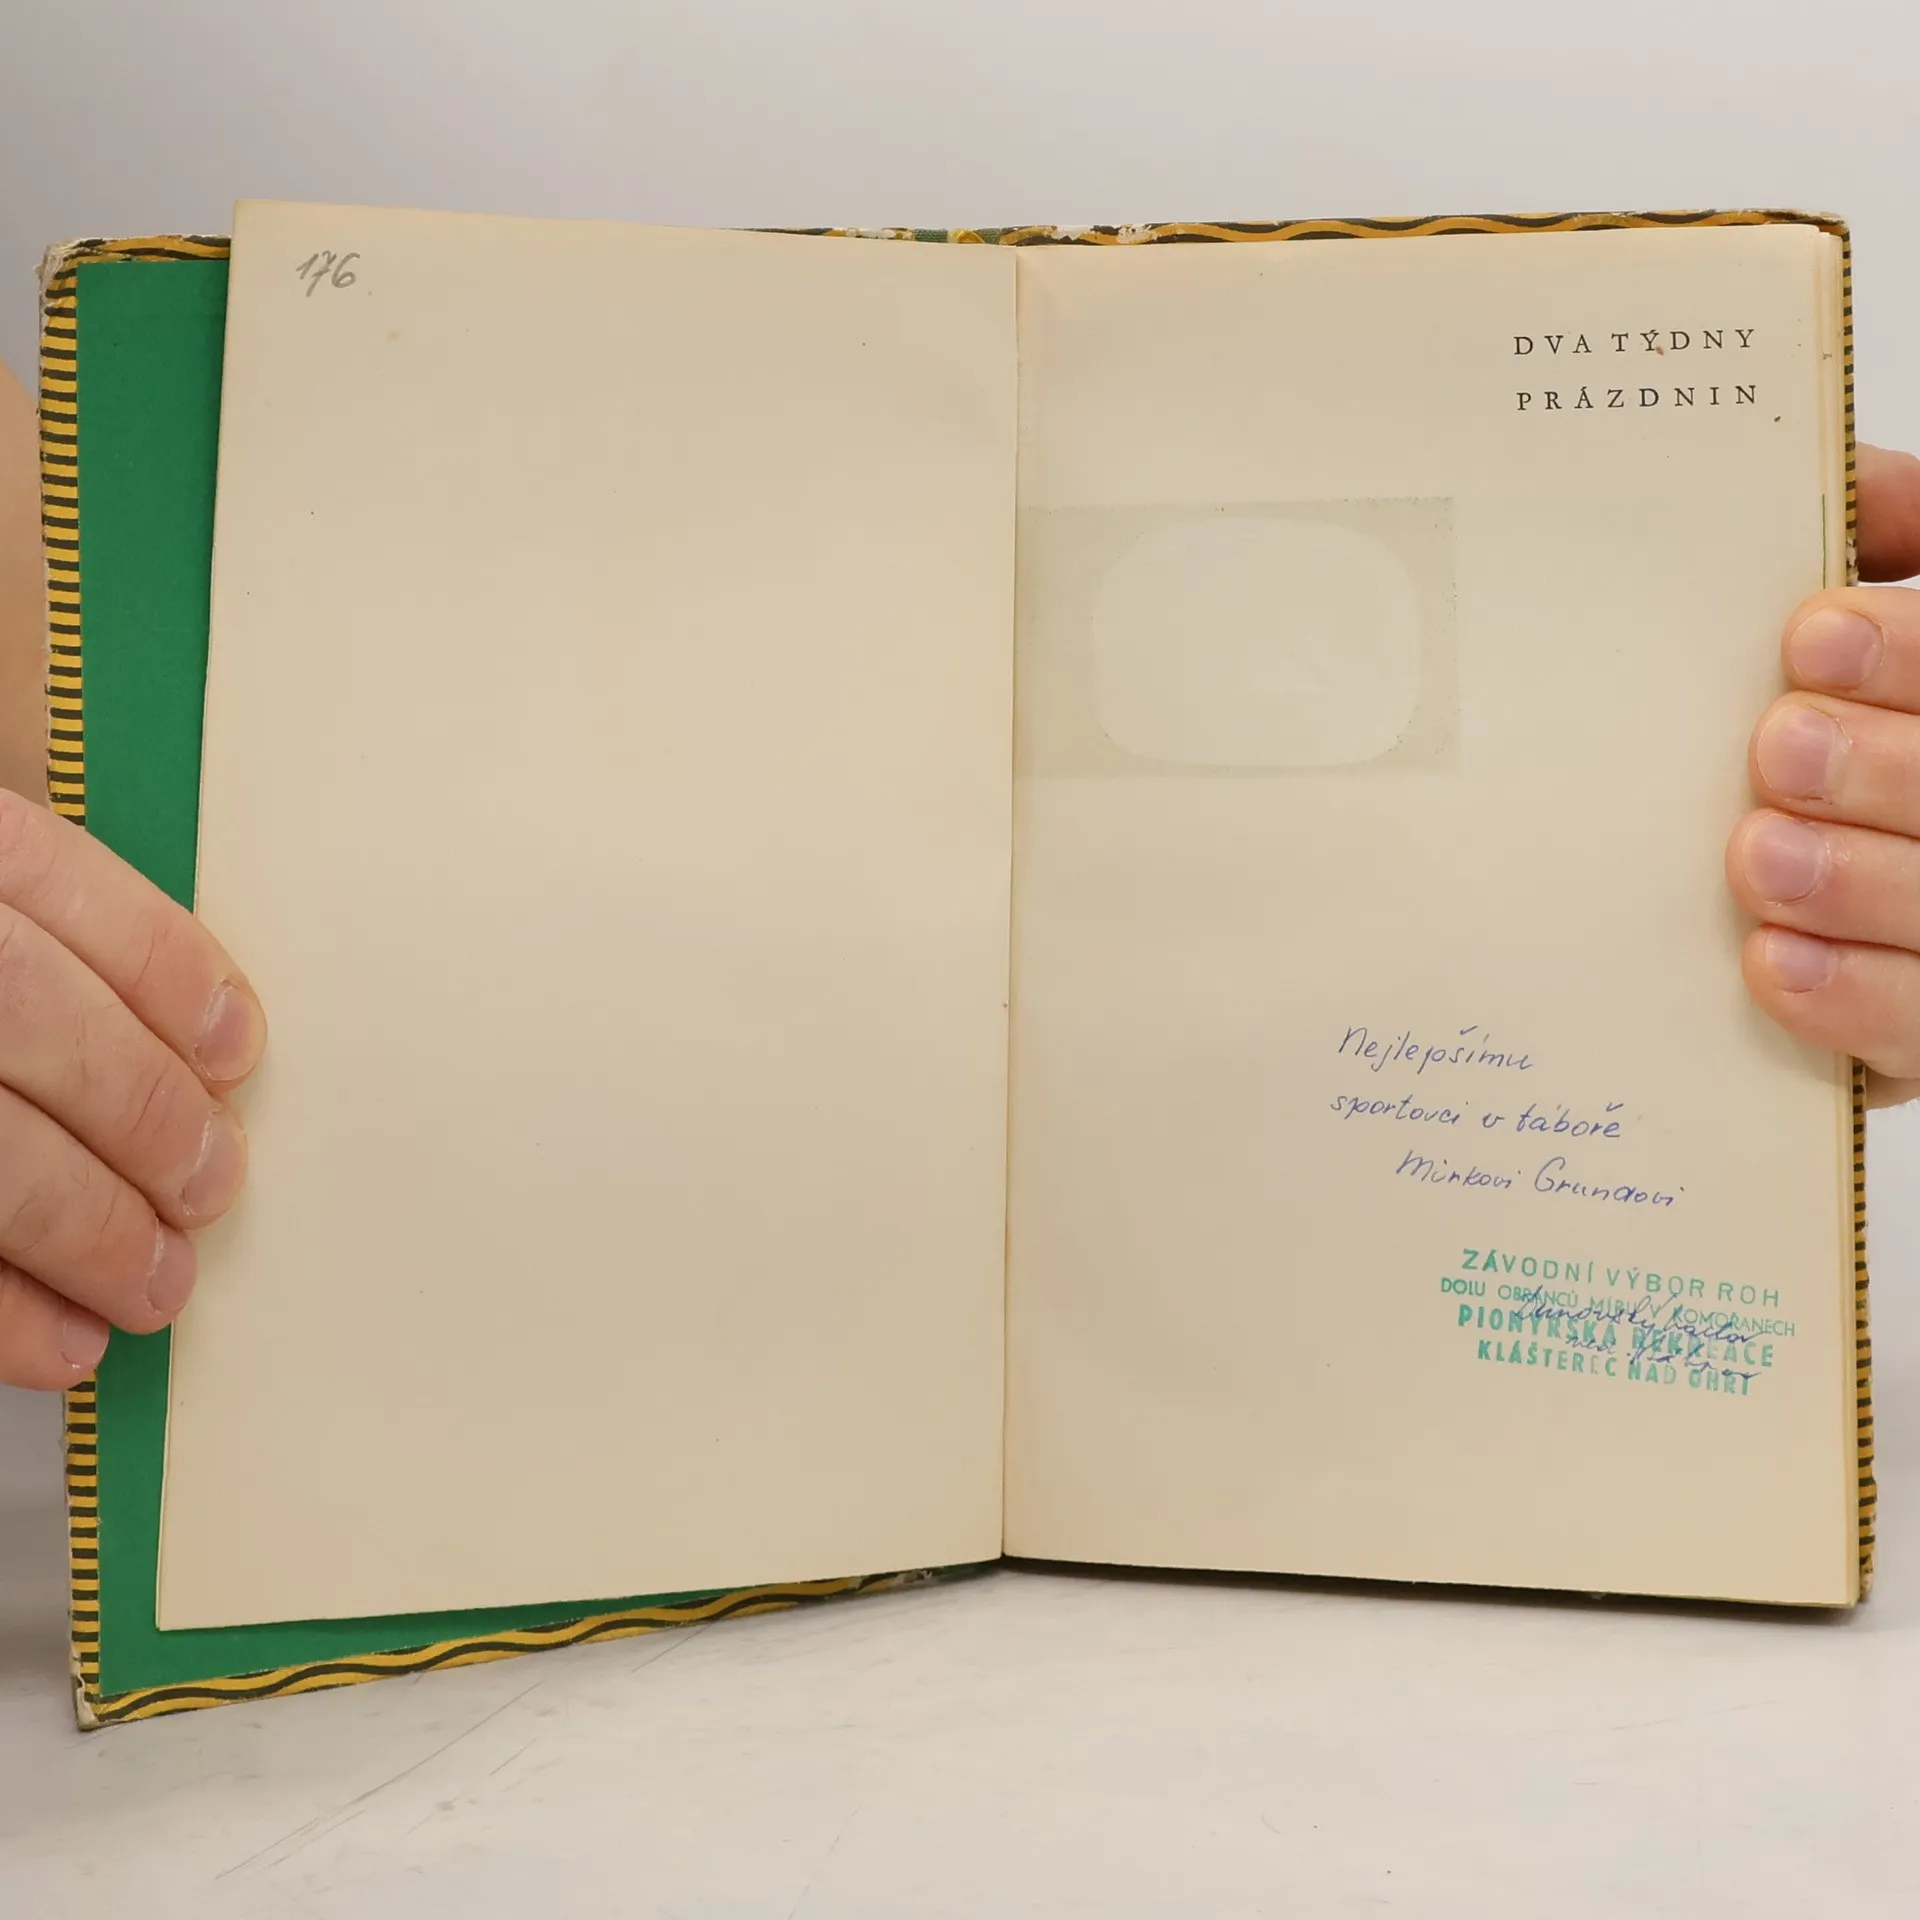 176
DVA TÝDNY
PRÁZDNIN
Nejlepšímu
sportovci v táboře
Mirkovi Grundovi
ZÁVODNÍ VÝBOR ROH
DOLU OBRÁNCŮ MÍRU V KOMOŘANECH
PIONÝRSKÁ REKREACE
KLÁŠTEREC NAD OHŘÍ